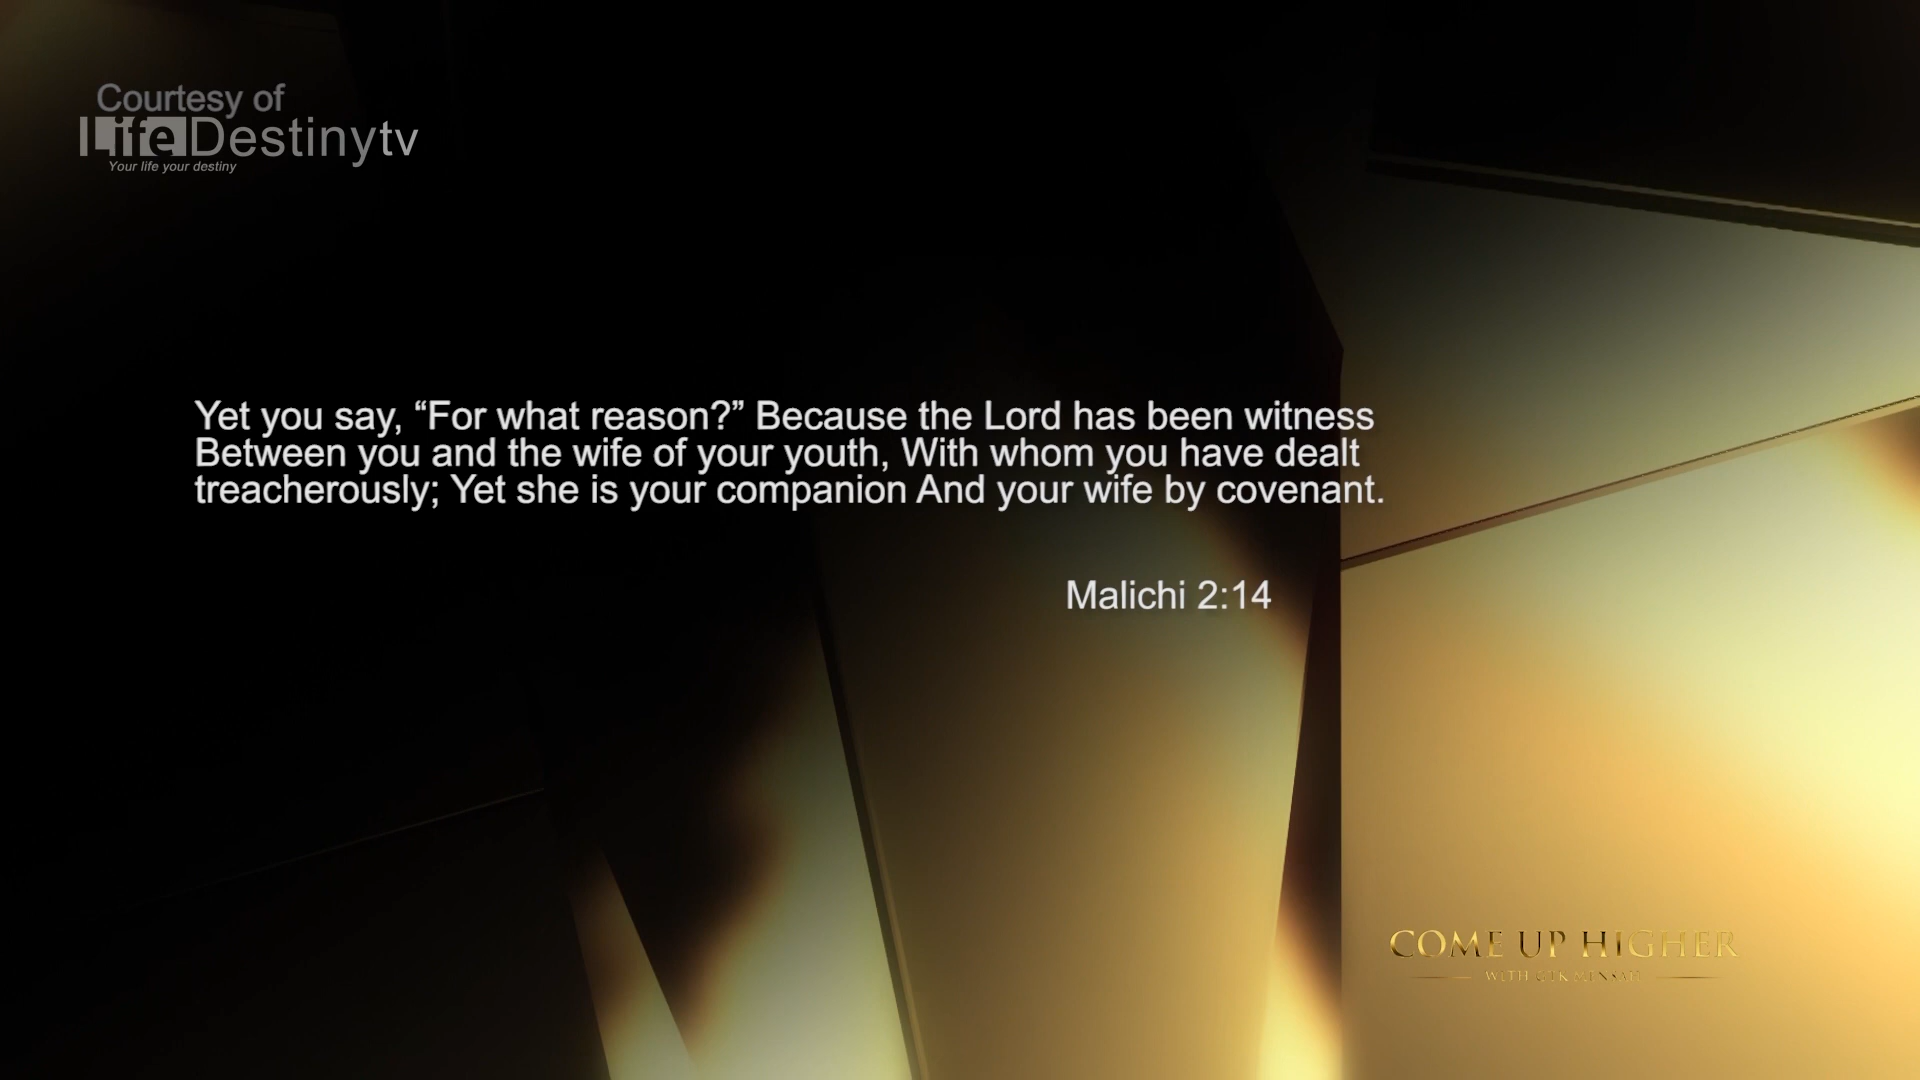 Courtesy of
LifeDestinytv
Your life your destiny
Yet you say, “For what reason?” Because the Lord has been witness
Between you and the wife of your youth, With whom you have dealt
treacherously; Yet she is your companion And your wife by covenant.
Malichi 2:14
COME UP HIGHER
WITH